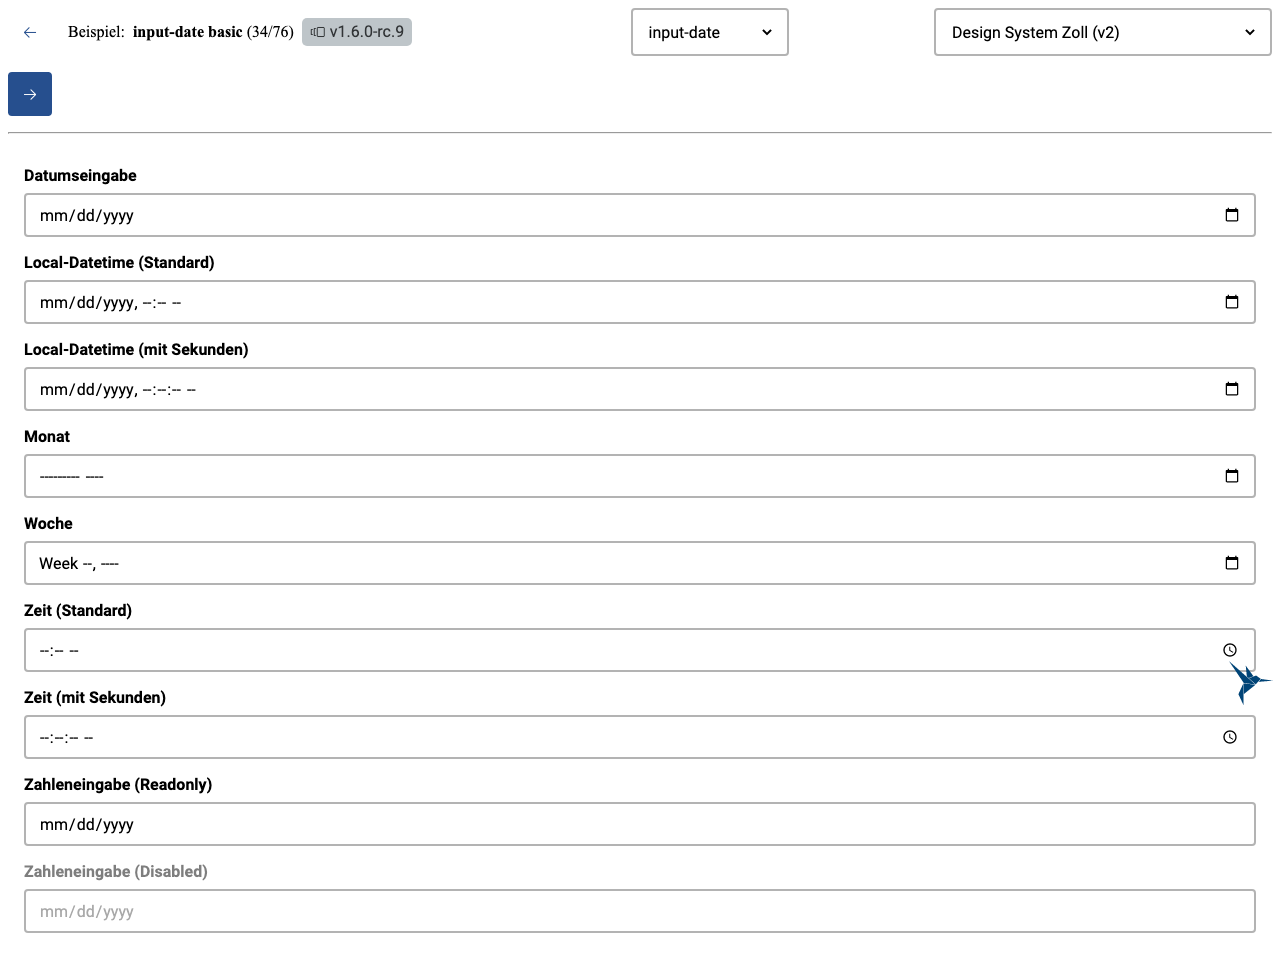 Beispiel: input-date basic (34/76) v1.6.0-rc.9 input-date Design System Zoll (v2)
Datumseingabe
mm/dd/yyyy
Local-Datetime (Standard)
mm/dd/yyyy, --:-- --
Local-Datetime (mit Sekunden)
mm/dd/yyyy, --:--:-- --
Monat
--------- ----
Woche
Week --, ----
Zeit (Standard)
--:-- --
Zeit (mit Sekunden)
--:--:-- --
Zahleneingabe (Readonly)
mm/dd/yyyy
Zahleneingabe (Disabled)
mm/dd/yyyy